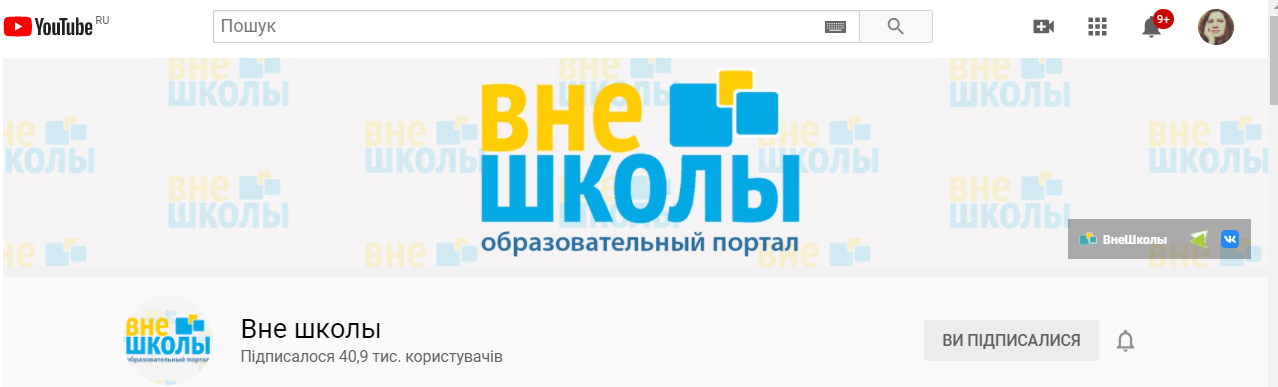 YouTube RU
Пошук
9+
вне
школы
образовательный портал
ВнеШколы
вне
школы
образовательный портал
Вне школы
Підписалося 40,9 тис. користувачів
ВИ ПІДПИСАЛИСЯ